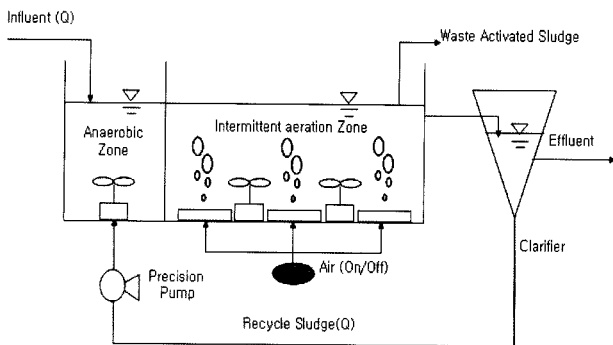 Influent (Q)
Waste Activated Sludge
Anaerobic
Zone
Intermittent aeration Zone
Effluent
Clarifier
Air (On/Off)
Precision
Pump
Recycle Sludge(Q)